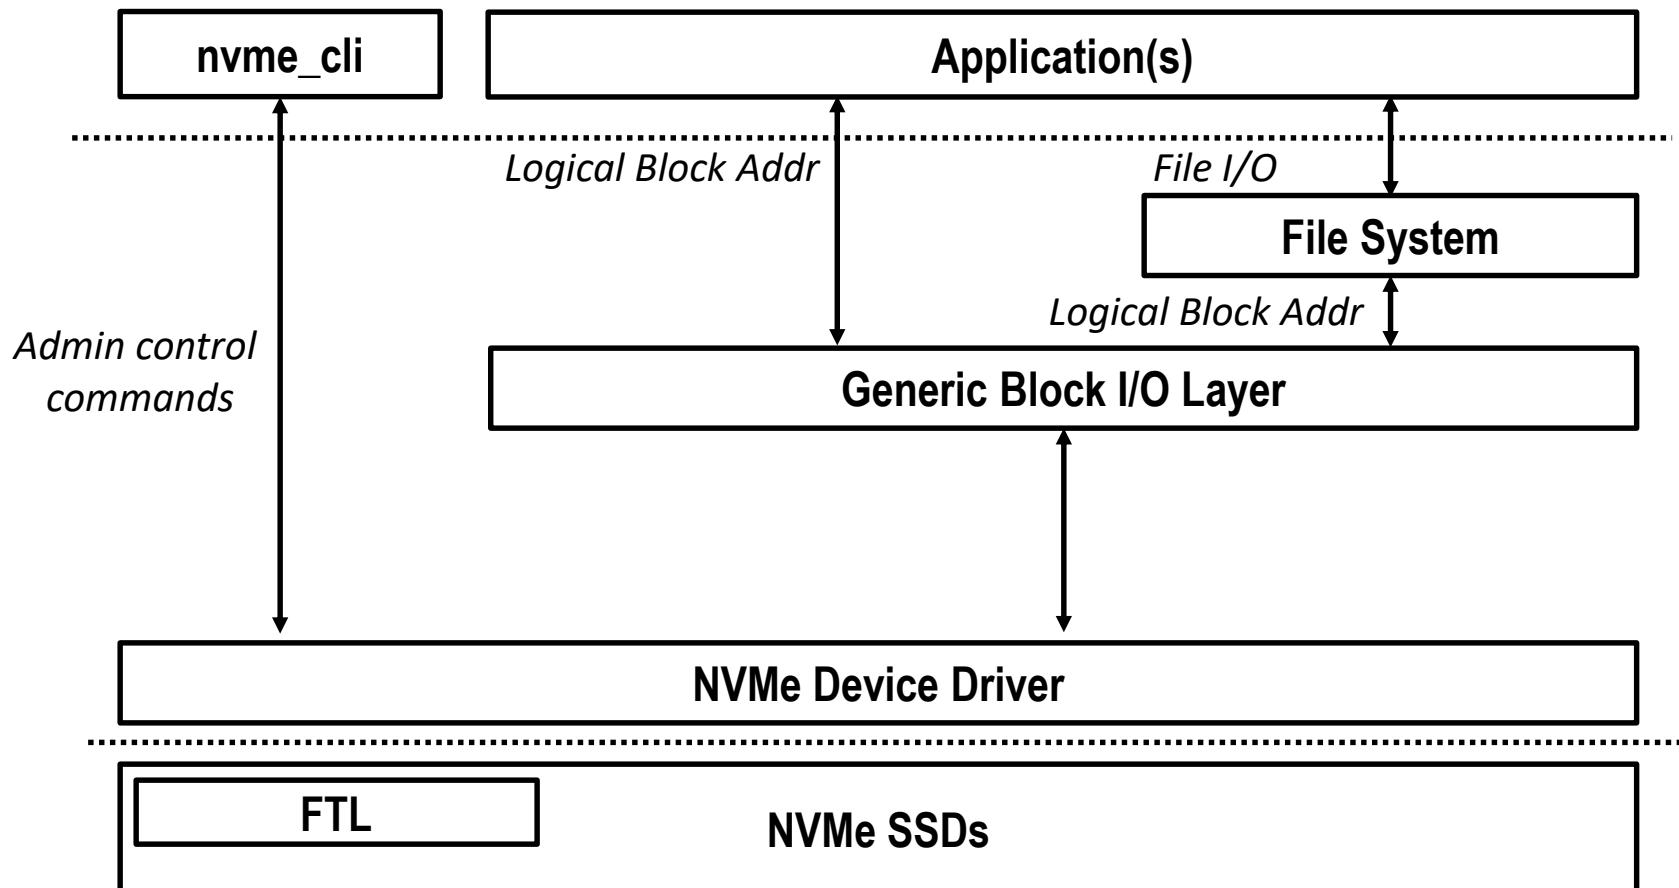 nvme_cli
Application(s)
Logical Block Addr
File I/O
File System
Logical Block Addr
Admin control
commands
Generic Block I/O Layer
NVMe Device Driver
FTL
NVMe SSDs